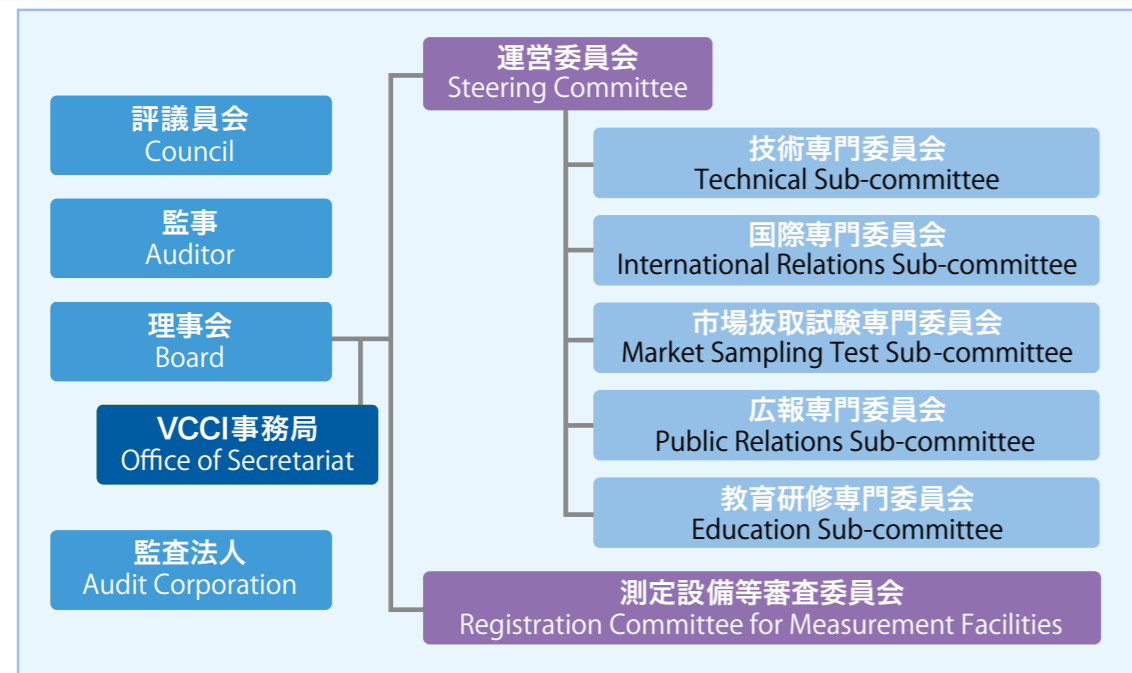 評議員会
Council
監事
Auditor
理事会
Board
VCCI事務局
Office of Secretariat
監査法人
Audit Corporation
運営委員会
Steering Committee
技術専門委員会
Technical Sub-committee
国際専門委員会
International Relations Sub-committee
市場抜取試験専門委員会
Market Sampling Test Sub-committee
広報専門委員会
Public Relations Sub-committee
教育研修専門委員会
Education Sub-committee
測定設備等審査委員会
Registration Committee for Measurement Facilities